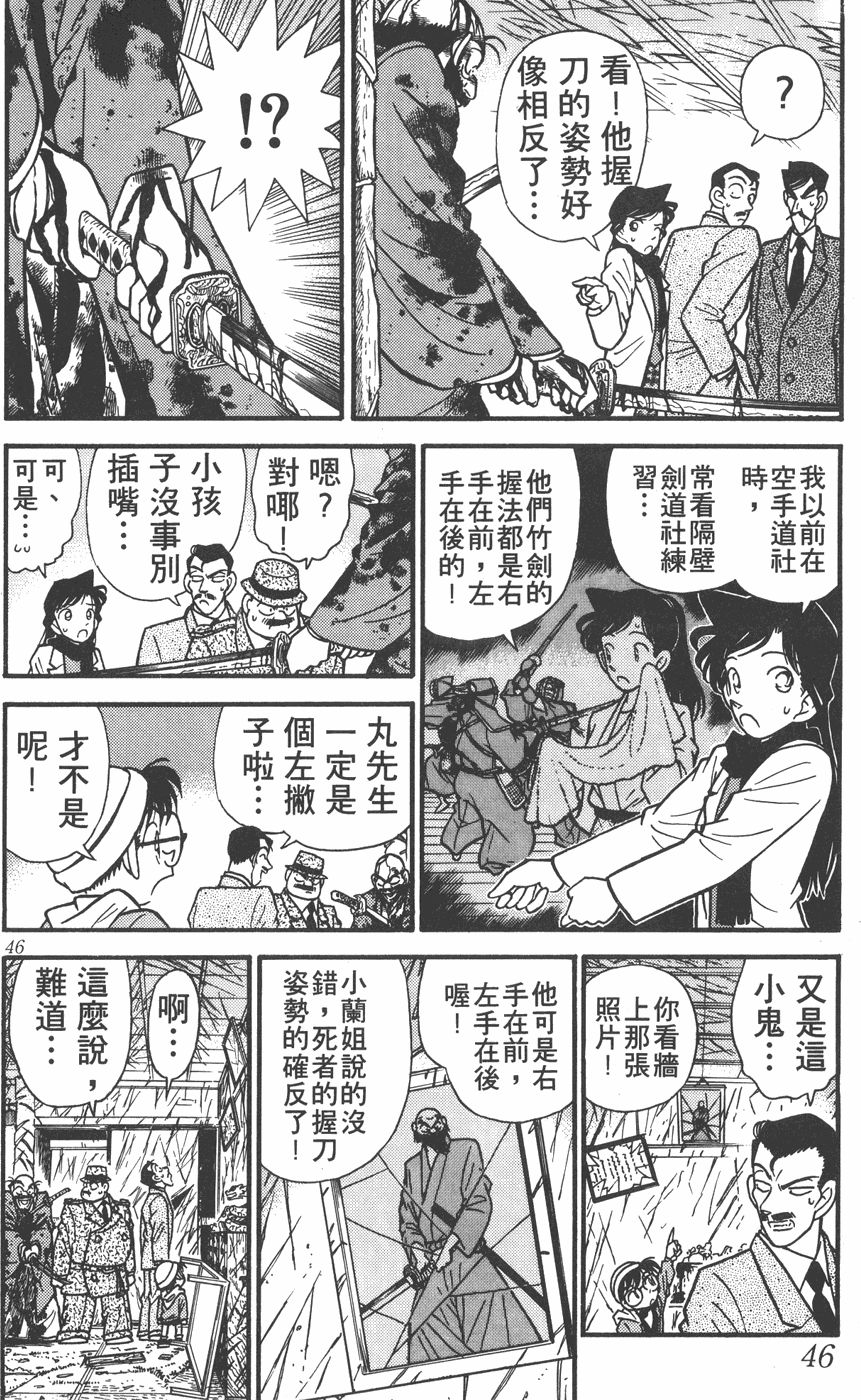 ？
看！他握
刀的姿勢好
像相反了…
!?
我以前在
空手道社
時，
常看隔壁
劍道社練
習…
他們竹劍的
握法都是右
手在前，左
手在後的！
嗯？
對耶！
小孩
子沒事別
插嘴…
可、
可是…
丸先生
一定是
個左撇
子啦…
才不是
呢！
46
又是這
小鬼…
你看牆
上那張
照片！
他可是右
手在前，
左手在後
喔！
小蘭姐說的沒
錯，死者的握刀
姿勢的確反了！
啊…
這麼說，
難道…
46